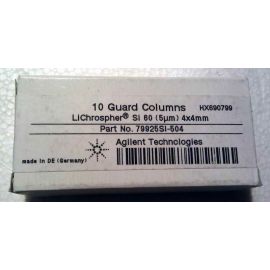 10 Guard Columns HX690799
LiChrospher® Si 60 (5µm) 4x4mm
Part No. 79925SI-504
Agilent Technologies
made in DE (Germany)